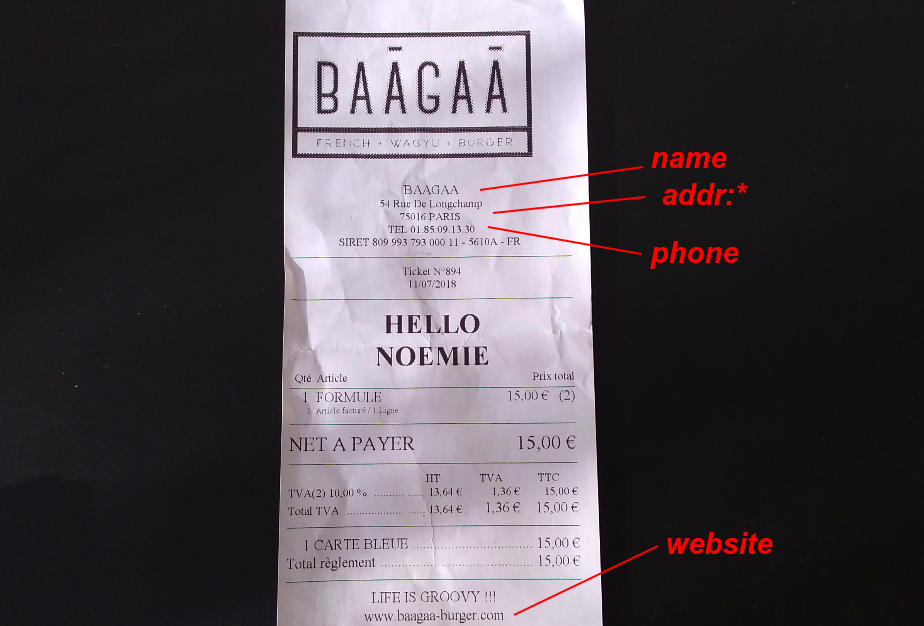 BAĀGAĀ
FRENCH + WAGYU + BURGER
BAAGAA
54 Rue De Longchamp
75016 PARIS
TEL 01.85.09.13.30
SIRET 809 993 793 000 11 - 5610A - FR
name
addr:*
phone
Ticket N°894
11/07/2018
HELLO
NOEMIE
Qté Article Prix total
1 FORMULE 15,00 € (2)
1 Article facturé / 1 Ligne
NET A PAYER 15,00 €
HT TVA TTC
TVA(2) 10,00 % .............. 13,64 € 1,36 € 15,00 €
Total TVA ..................... 13,64 € 1,36 € 15,00 €
1 CARTE BLEUE ................................ 15,00 €
Total règlement ........................................ 15,00 €
website
LIFE IS GROOVY !!!
www.baagaa-burger.com